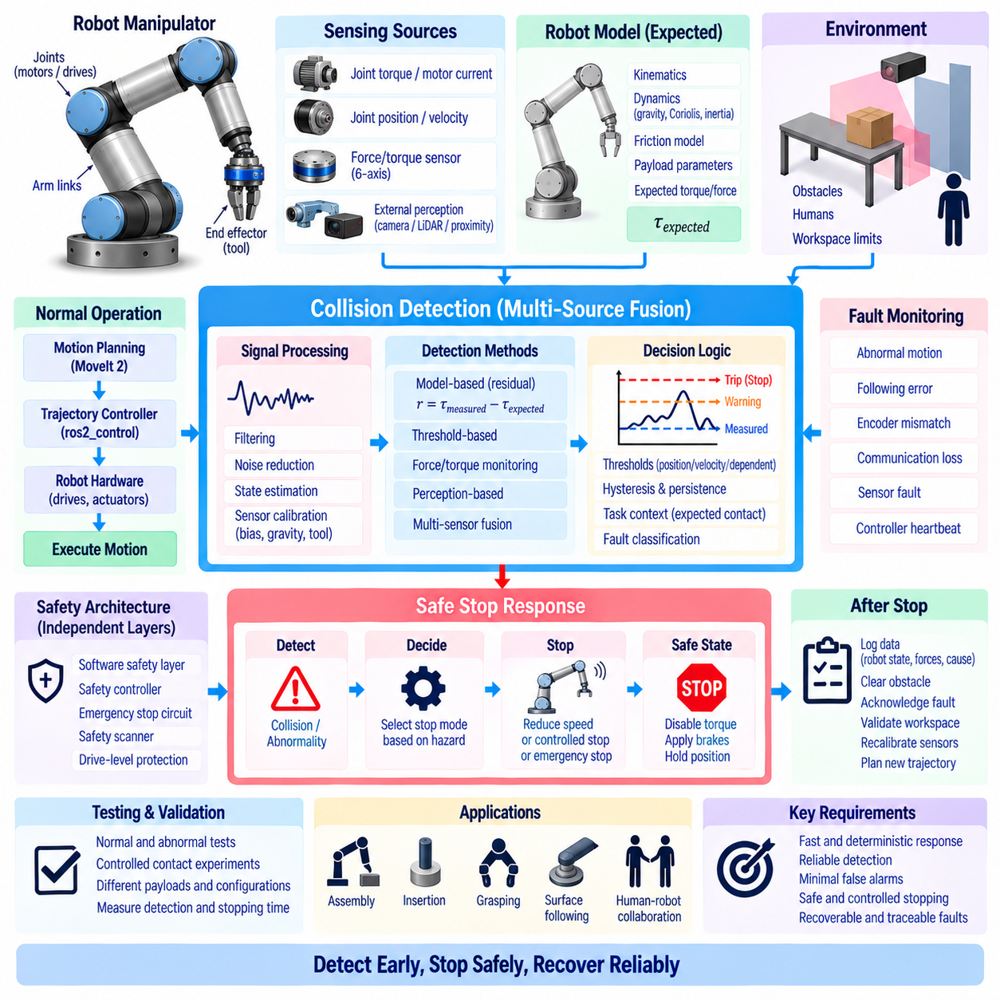 Robot Manipulator
Joints
(motors / drives)
Arm links
End effector
(tool)
Sensing Sources
Joint torque / motor current
Joint position / velocity
Force/torque sensor
(6-axis)
External perception
(camera / LiDAR / proximity)
Robot Model (Expected)
Kinematics
Dynamics
(gravity, Coriolis, inertia)
Friction model
Payload parameters
Expected torque/force
τexpected
Environment
Obstacles
Humans
Workspace limits
Normal Operation
Motion Planning
(MoveIt 2)
Trajectory Controller
(ros2_control)
Robot Hardware
(drives, actuators)
Execute Motion
Collision Detection (Multi-Source Fusion)
Signal Processing
Filtering
Noise reduction
State estimation
Sensor calibration
(bias, gravity, tool)
Detection Methods
Model-based (residual)
r = τmeasured − τexpected
Threshold-based
Force/torque monitoring
Perception-based
Multi-sensor fusion
Decision Logic
Trip (Stop)
Warning
Measured
Thresholds (position/velocity/dependent)
Hysteresis & persistence
Task context (expected contact)
Fault classification
Fault Monitoring
Abnormal motion
Following error
Encoder mismatch
Communication loss
Sensor fault
Controller heartbeat
Safety Architecture
(Independent Layers)
Software safety layer
Safety controller
Emergency stop circuit
Safety scanner
Drive-level protection
Safe Stop Response
Detect
Collision /
Abnormality
Decide
Select stop mode
based on hazard
Stop
Reduce speed
or controlled stop
or emergency stop
Safe State
STOP
Disable torque
Apply brakes
Hold position
After Stop
Log data
(robot state, forces, cause)
Clear obstacle
Acknowledge fault
Validate workspace
Recalibrate sensors
Plan new trajectory
Testing & Validation
Normal and abnormal tests
Controlled contact experiments
Different payloads and configurations
Measure detection and stopping time
Applications
Assembly
Insertion
Grasping
Surface
following
Human-robot
collaboration
Key Requirements
Fast and deterministic response
Reliable detection
Minimal false alarms
Safe and controlled stopping
Recoverable and traceable faults
Detect Early, Stop Safely, Recover Reliably